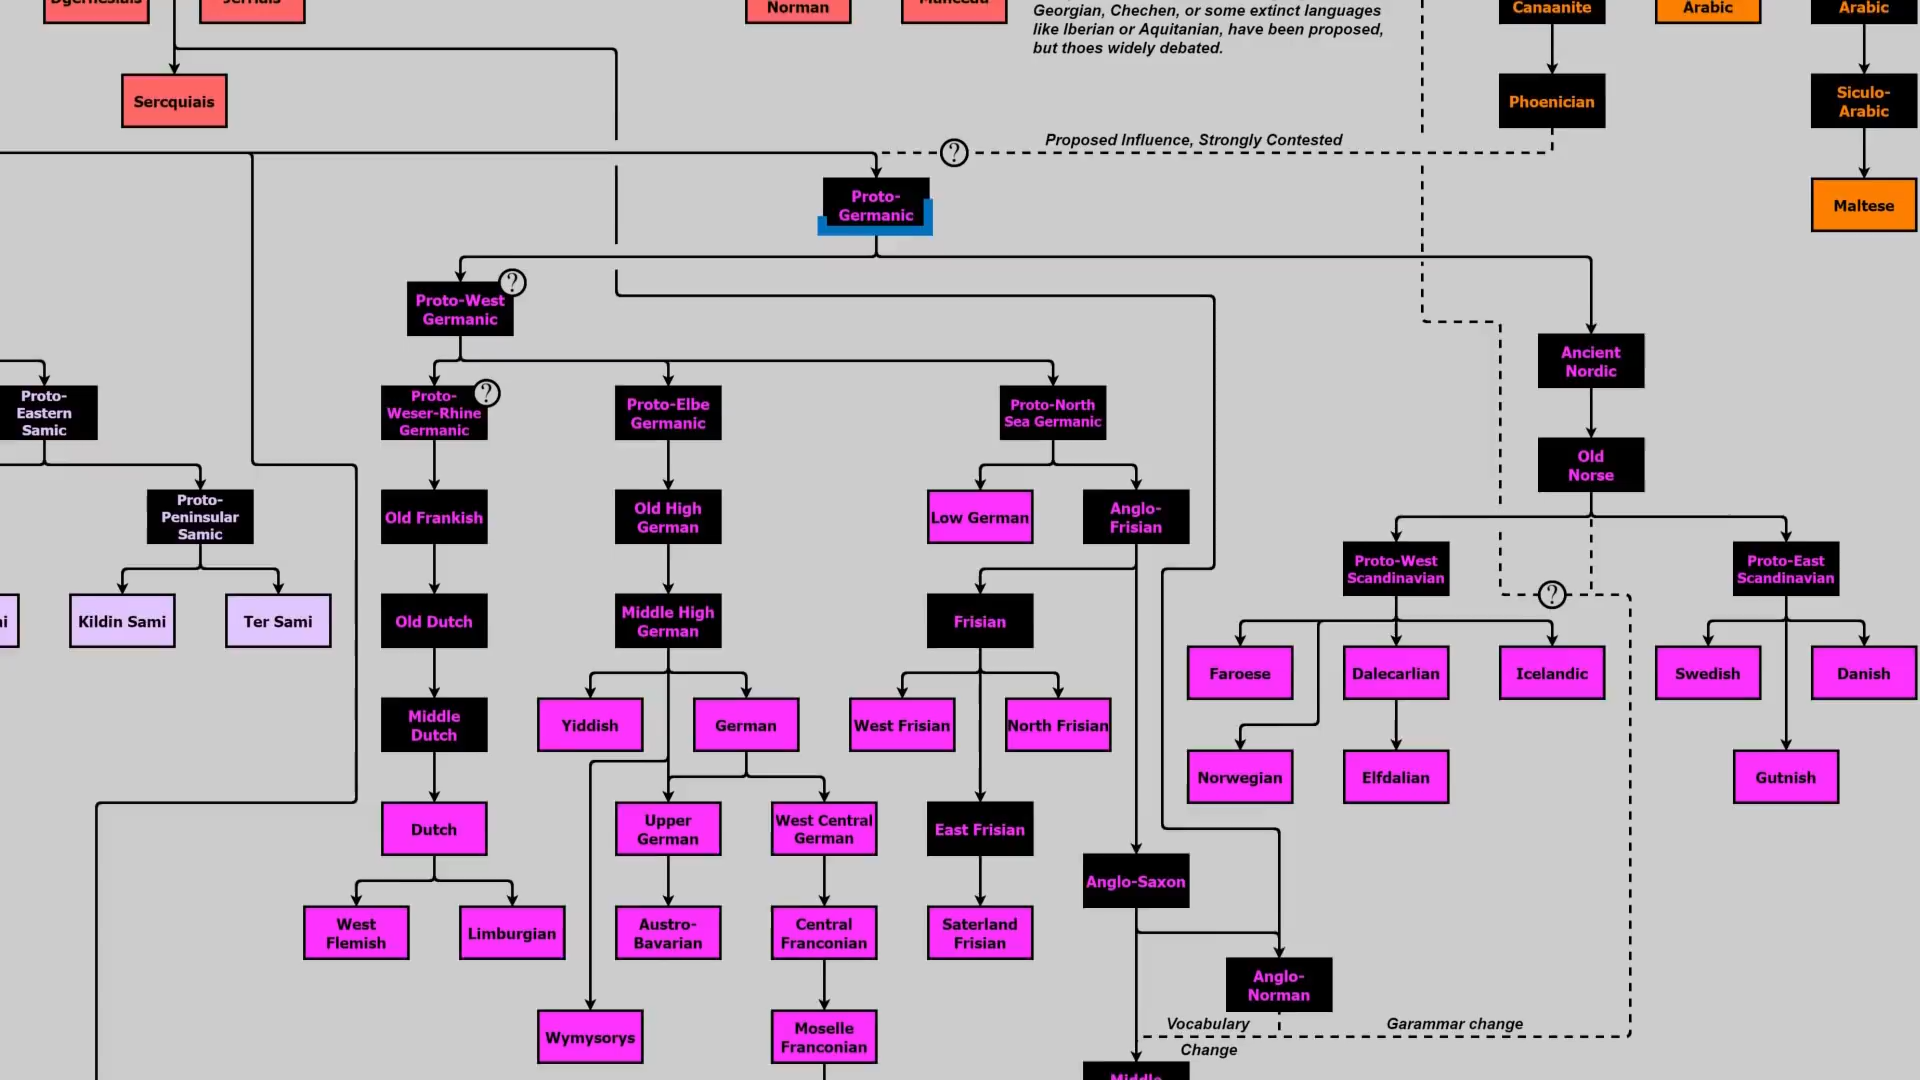 Dgernesiais
Jerriais
Norman
Manceau
Georgian, Chechen, or some extinct languages
like Iberian or Aquitanian, have been proposed,
but thoes widely debated.
Canaanite
Arabic
Arabic
Sercquiais
Phoenician
Siculo-
Arabic
Proposed Influence, Strongly Contested
?
Proto-
Germanic
Maltese
?
Proto-West
Germanic
Ancient
Nordic
Proto-
Eastern
Samic
Proto-
Weser-Rhine
Germanic
?
Proto-Elbe
Germanic
Proto-North
Sea Germanic
Old
Norse
Proto-
Peninsular
Samic
Old Frankish
Old High
German
Low German
Anglo-
Frisian
Proto-West
Scandinavian
Proto-East
Scandinavian
?
Kildin Sami
Ter Sami
Old Dutch
Middle High
German
Frisian
Faroese
Dalecarlian
Icelandic
Swedish
Danish
Middle
Dutch
Yiddish
German
West Frisian
North Frisian
Norwegian
Elfdalian
Gutnish
Dutch
Upper
German
West Central
German
East Frisian
Anglo-Saxon
West
Flemish
Limburgian
Austro-
Bavarian
Central
Franconian
Saterland
Frisian
Anglo-
Norman
Wymysorys
Moselle
Franconian
Vocabulary
Change
Garammar change
Middle